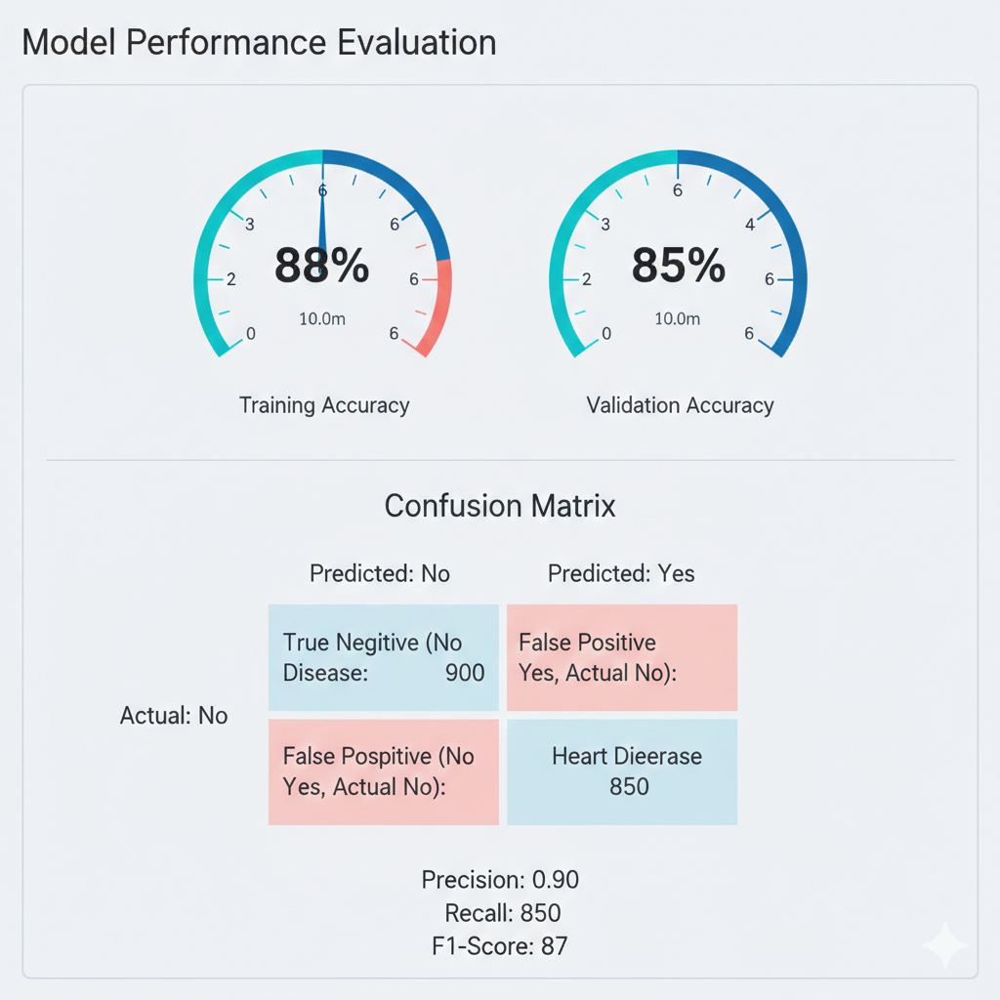 Model Performance Evaluation
0
2
3
6
6
6
6
88%
10.0m
Training Accuracy
0
2
3
6
4
6
6
85%
10.0m
Validation Accuracy
Confusion Matrix
Predicted: No
Predicted: Yes
True Negitive (No
Disease: 900
False Positive
Yes, Actual No):
Actual: No
False Pospitive (No
Yes, Actual No):
Heart Dieerase
850
Precision: 0.90
Recall: 850
F1-Score: 87